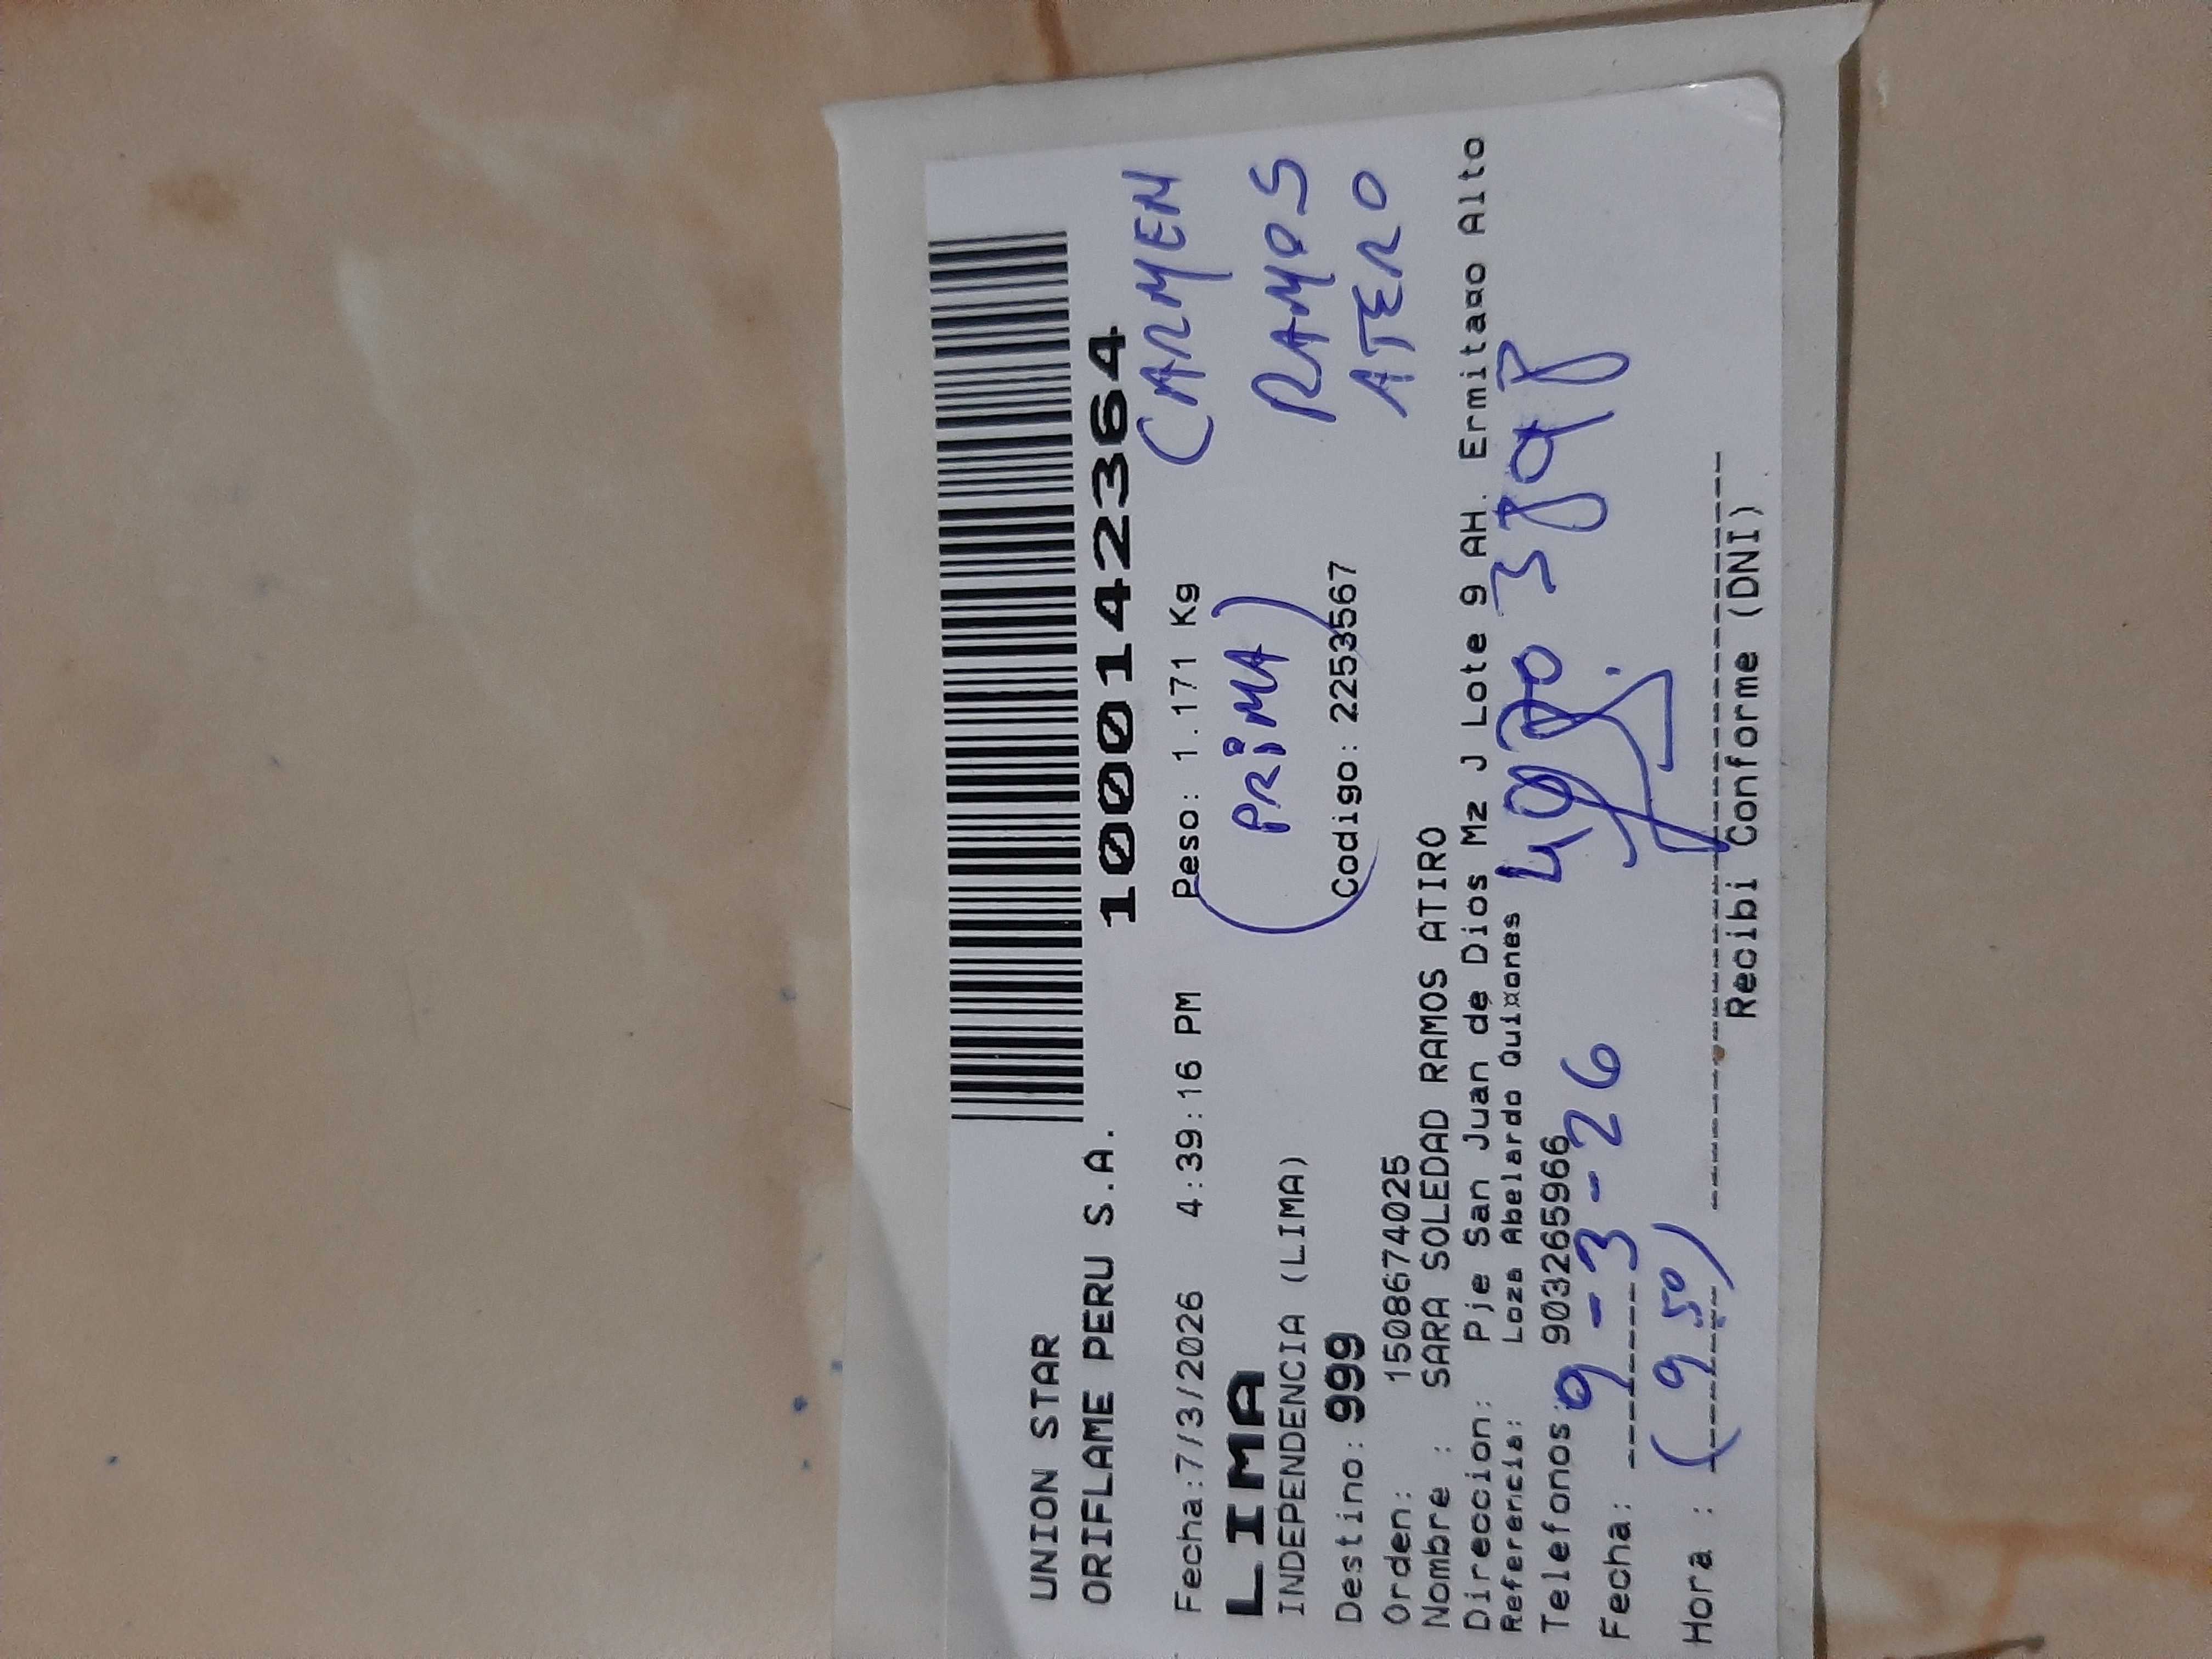 UNION STAR
ORIFLAME PERU S.A.
1000142364
Fecha:7/3/2026 4:39:16 PM Peso: 1.171 Kg
CARMEN
LIMA
(PRIMA)
RAMOS
INDEPENDENCIA (LIMA)
ATERO
Destino: 999 Codigo: 2253567
Orden: 1508674025
Nombre : SARA SOLEDAD RAMOS ATIRO
Direccion: Pje San Juan de Dios Mz J Lote 9 AH. Ermita¤o Alto
Referencia: Loza Abelardo Qui¤ones
Telefonos: 903265966
Fecha: 9-3-26
Hora : (9 50)
Recibi Conforme (DNI)